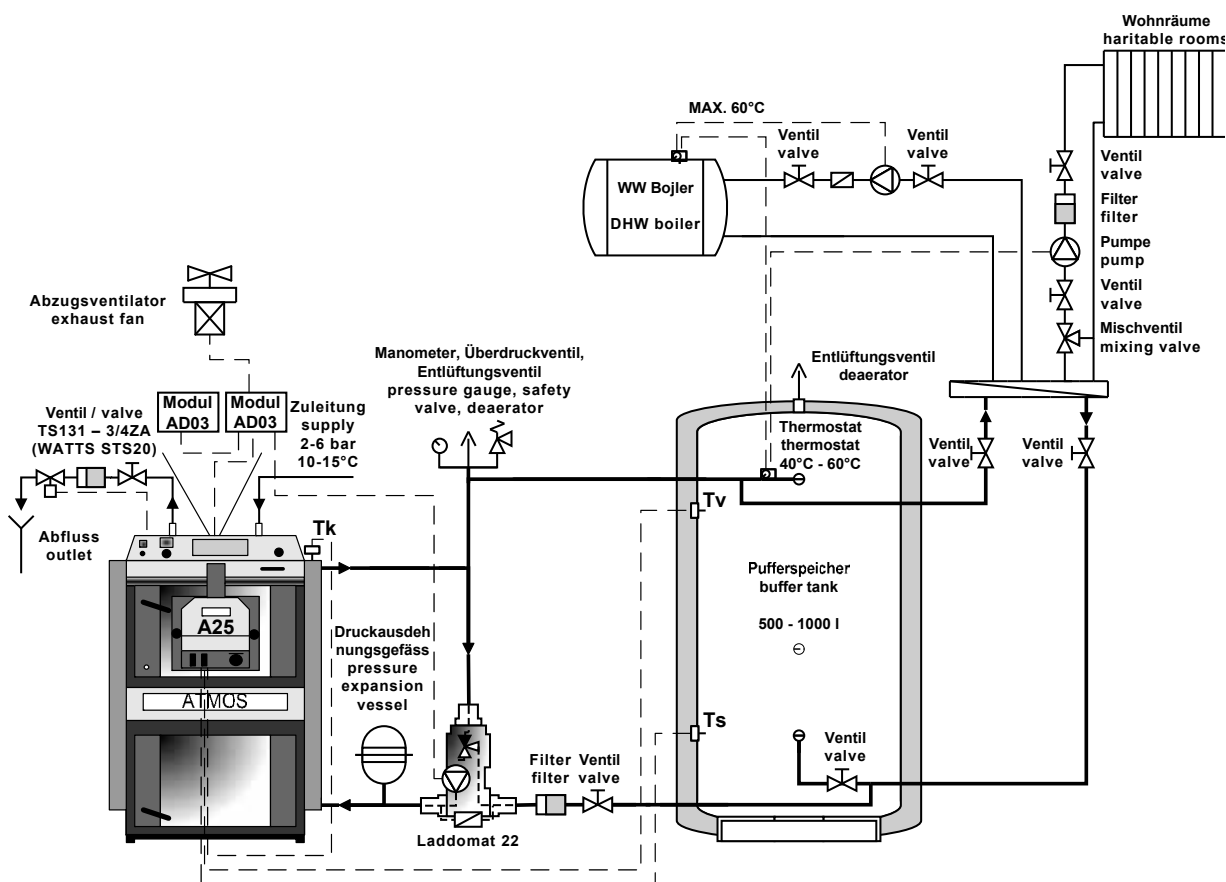 Wohnräume
haritable rooms
MAX. 60°C
Ventil
valve
Ventil
valve
WW Bojler
DHW boiler
Ventil
valve
Filter
filter
Pumpe
pump
Ventil
valve
Mischventil
mixing valve
Abzugsventilator
exhaust fan
Manometer, Überdruckventil,
Entlüftungsventil
pressure gauge, safety
valve, deaerator
Entlüftungsventil
deaerator
Ventil / valve
TS131 – 3/4ZA
(WATTS STS20)
Modul
AD03
Modul
AD03
Zuleitung
supply
2-6 bar
10-15°C
Thermostat
thermostat
40°C - 60°C
Ventil
valve
Ventil
valve
Tv
Abfluss
outlet
Tk
Pufferspeicher
buffer tank
500 - 1000 l
A25
ATMOS
Druckausdeh
nungsgefäss
pressure
expansion
vessel
Ts
Filter
filter
Ventil
valve
Ventil
valve
Laddomat 22